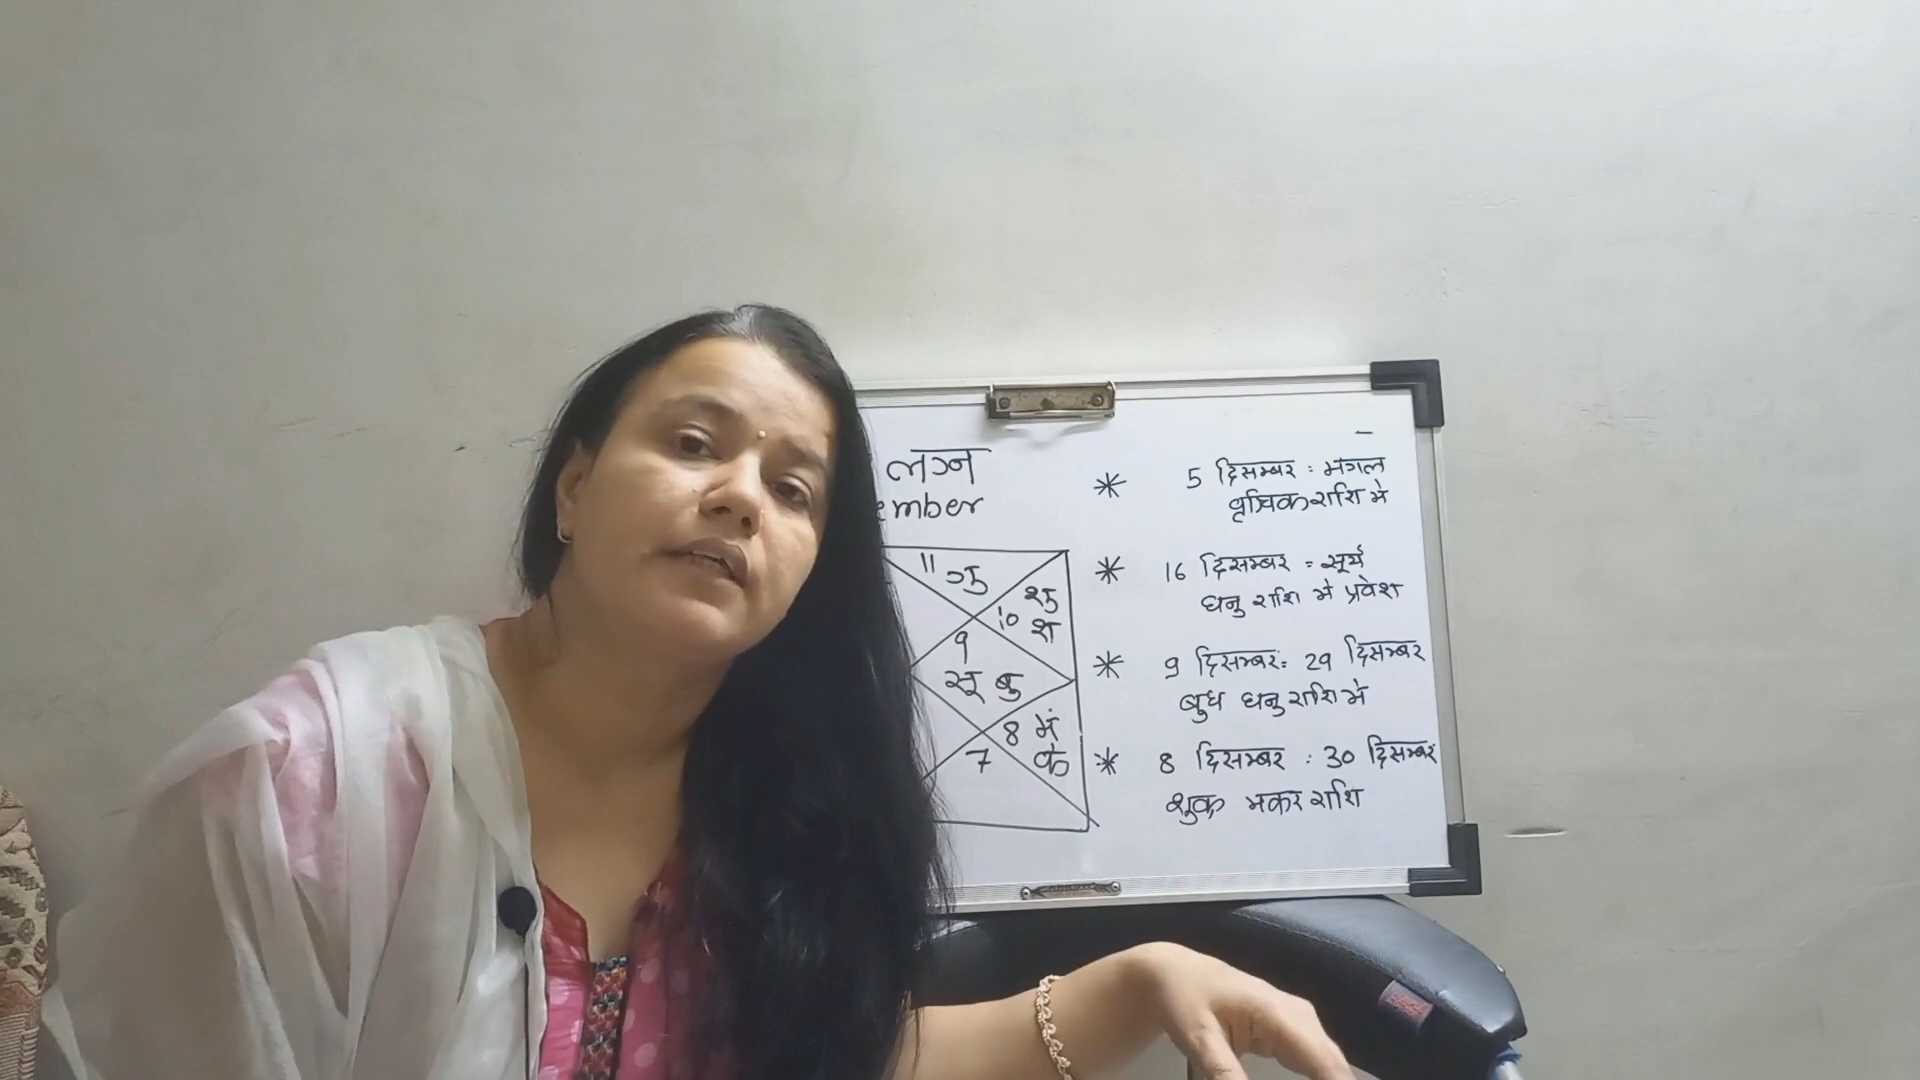 लग्न
ember
11 गु
शु
10 श
9
सू बु
8 मं
7 के
* 5 दिसम्बर : मंगल
वृश्चिक राशि मे
* 16 दिसम्बर = सूर्य
धनु राशि मे प्रवेश
* 9 दिसम्बर: 29 दिसम्बर
बुध धनु राशि मे
* 8 दिसम्बर : 30 दिसम्बर
शुक्र मकर राशि